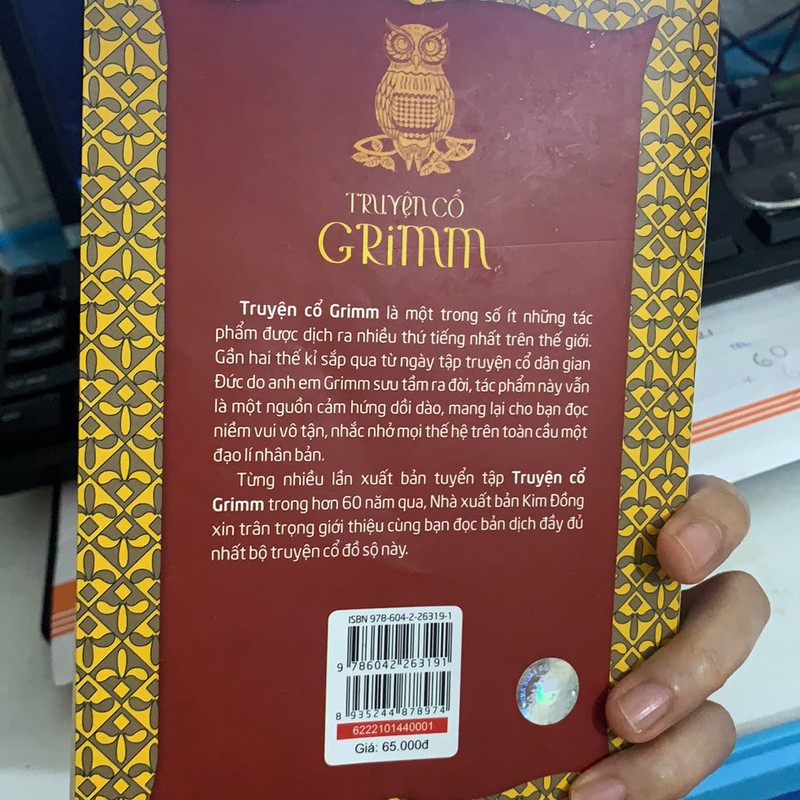 TRUYỆN CỔ
GRiMM
Truyện cổ Grimm là một trong số ít những tác
phẩm được dịch ra nhiều thứ tiếng nhất trên thế giới.
Gần hai thế kỉ sắp qua từ ngày tập truyện cổ dân gian
Đức do anh em Grimm sưu tầm ra đời, tác phẩm này vẫn
là một nguồn cảm hứng dồi dào, mang lại cho bạn đọc
niềm vui vô tận, nhắc nhở mọi thế hệ trên toàn cầu một
đạo lí nhân bản.
Từng nhiều lần xuất bản tuyển tập Truyện cổ
Grimm trong hơn 60 năm qua, Nhà xuất bản Kim Đồng
xin trân trọng giới thiệu cùng bạn đọc bản dịch đầy đủ
nhất bộ truyện cổ đồ sộ này.
ISBN 978-604-2-26319-1
9 786042 263191
8 935244 878974
6222101440001
Giá: 65.000đ